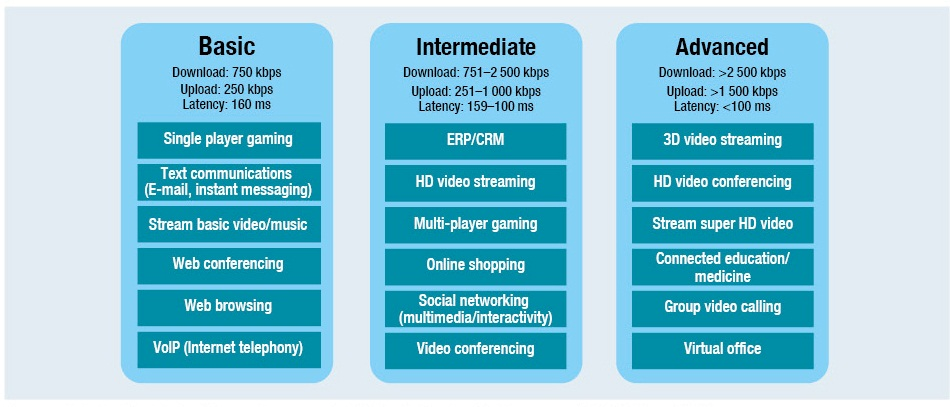 Basic
Download: 750 kbps
Upload: 250 kbps
Latency: 160 ms
Single player gaming
Text communications
(E-mail, instant messaging)
Stream basic video/music
Web conferencing
Web browsing
VoIP (Internet telephony)
Intermediate
Download: 751–2 500 kbps
Upload: 251–1 000 kbps
Latency: 159–100 ms
ERP/CRM
HD video streaming
Multi-player gaming
Online shopping
Social networking
(multimedia/interactivity)
Video conferencing
Advanced
Download: >2 500 kbps
Upload: >1 500 kbps
Latency: <100 ms
3D video streaming
HD video conferencing
Stream super HD video
Connected education/
medicine
Group video calling
Virtual office